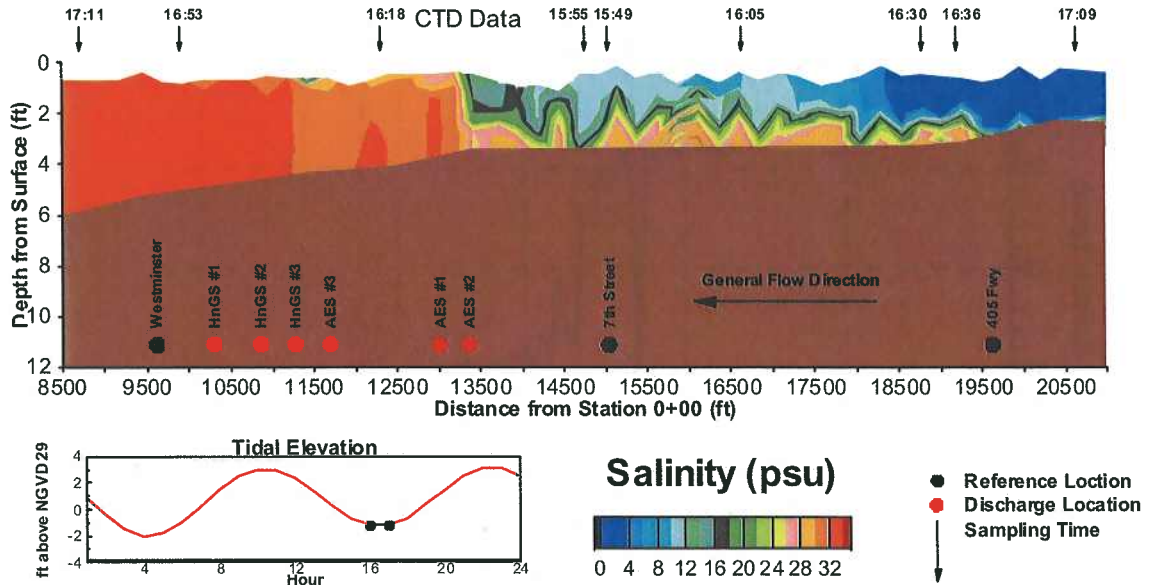 17:11 16:53 16:18 CTD Data 15:55 15:49 16:05 16:30 16:36 17:09
Depth from Surface (ft)
0
2
4
6
8
10
12
Westminster
HnGS #1
HnGS #2
HnGS #3
AES #3
AES #1
AES #2
7th Street
General Flow Direction
405 Fwy
8500 9500 10500 11500 12500 13500 14500 15500 16500 17500 18500 19500 20500
Distance from Station 0+00 (ft)
Tidal Elevation
ft above NGVD29
4
2
0
-2
-4
4 8 12 16 20 24
Hour
Salinity (psu)
0 4 8 12 16 20 24 28 32
Reference Loction
Discharge Location
Sampling Time